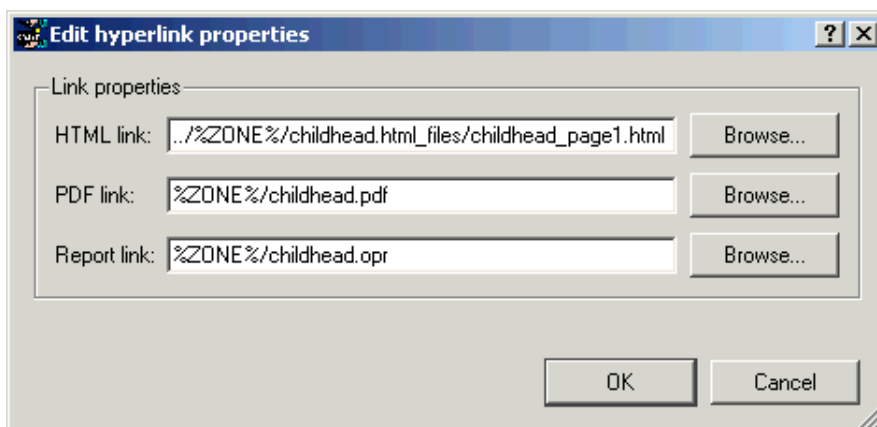 Edit hyperlink properties
Link properties
HTML link: ../%ZONE%/childhead.html_files/childhead_page1.html Browse...
PDF link: %ZONE%/childhead.pdf Browse...
Report link: %ZONE%/childhead.opr Browse...
OK Cancel